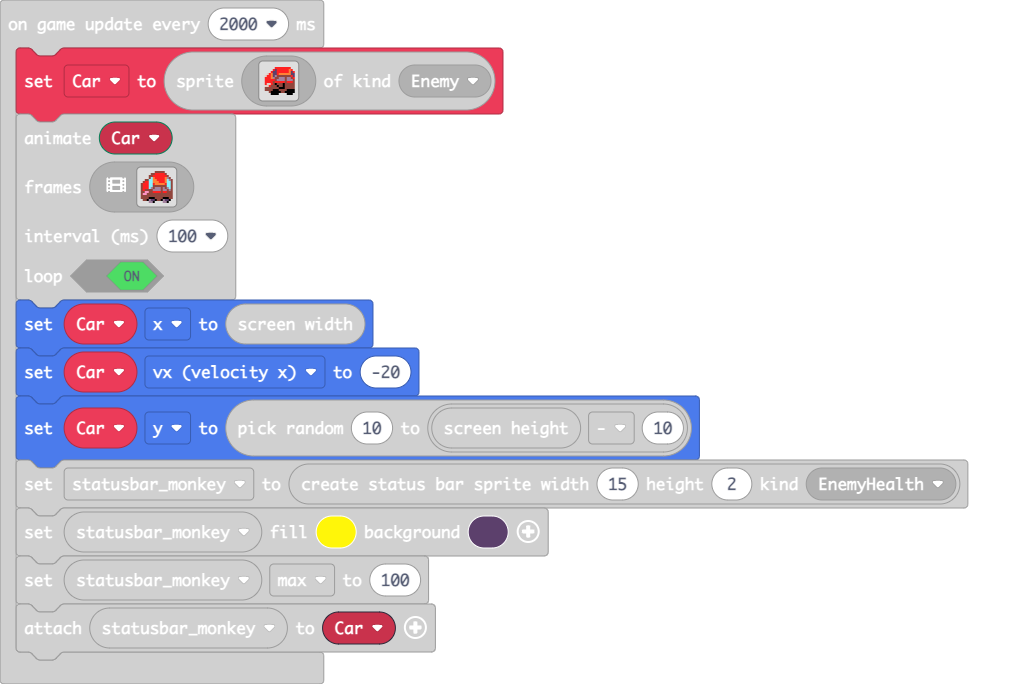 on game update every 2000 ms
set Car to sprite of kind Enemy
animate Car
frames
interval (ms) 100
loop ON
set Car x to screen width
set Car vx (velocity x) to -20
set Car y to pick random 10 to screen height - 10
set statusbar_monkey to create status bar sprite width 15 height 2 kind EnemyHealth
set statusbar_monkey fill background
set statusbar_monkey max to 100
attach statusbar_monkey to Car